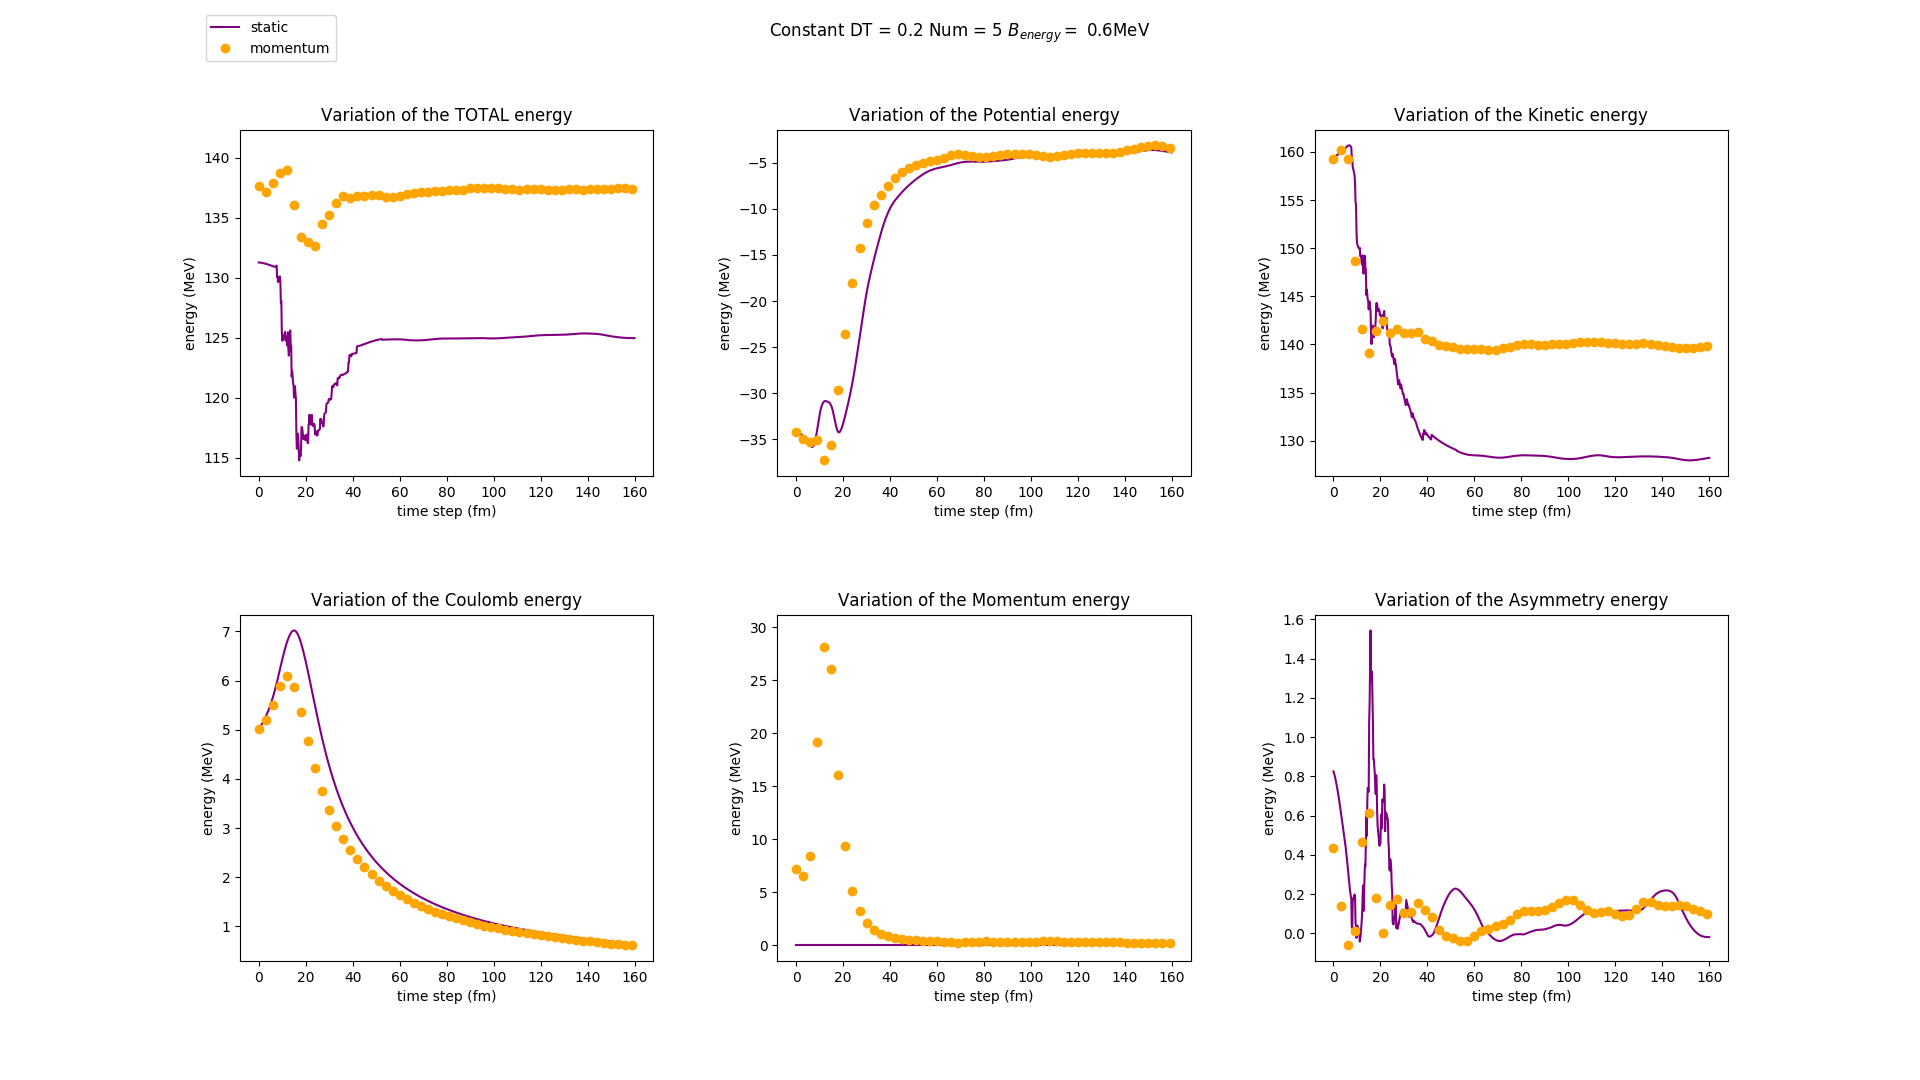 static
momentum
Constant DT = 0.2 Num = 5 B_energy = 0.6MeV
Variation of the TOTAL energy
140
135
130
125
120
115
energy (MeV)
0 20 40 60 80 100 120 140 160
time step (fm)
Variation of the Potential energy
−5
−10
−15
−20
−25
−30
−35
energy (MeV)
0 20 40 60 80 100 120 140 160
time step (fm)
Variation of the Kinetic energy
160
155
150
145
140
135
130
energy (MeV)
0 20 40 60 80 100 120 140 160
time step (fm)
Variation of the Coulomb energy
7
6
5
4
3
2
1
energy (MeV)
0 20 40 60 80 100 120 140 160
time step (fm)
Variation of the Momentum energy
30
25
20
15
10
5
0
energy (MeV)
0 20 40 60 80 100 120 140 160
time step (fm)
Variation of the Asymmetry energy
1.6
1.4
1.2
1.0
0.8
0.6
0.4
0.2
0.0
energy (MeV)
0 20 40 60 80 100 120 140 160
time step (fm)